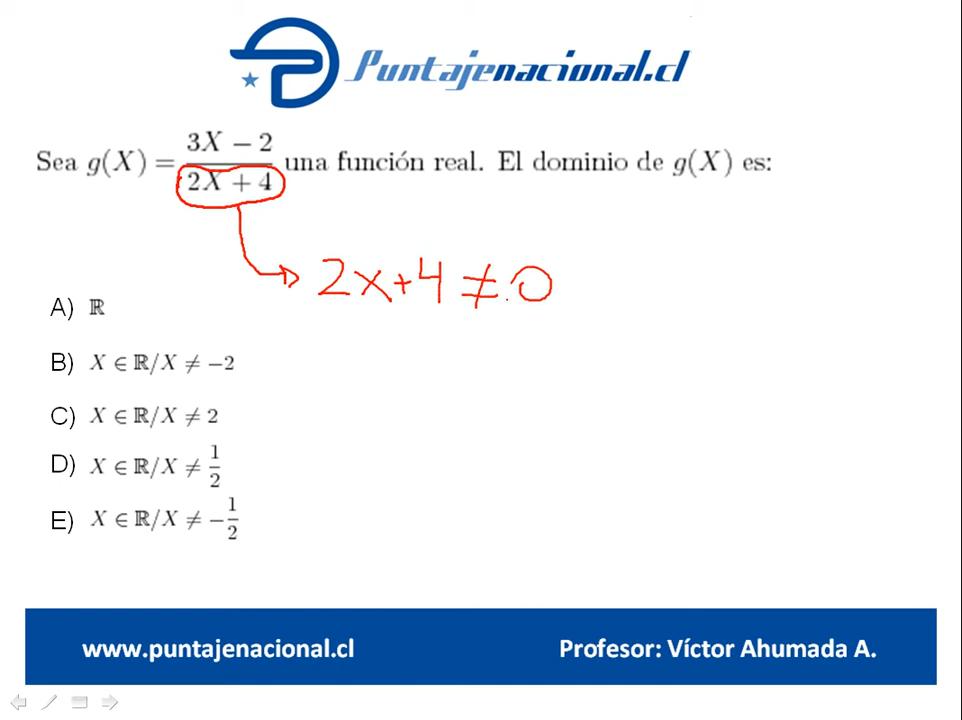 Puntajenacional.cl
Sea g(X) = (3X − 2)/(2X + 4) una función real. El dominio de g(X) es:
2x+4 ≠ 0
A) ℝ
B) X ∈ ℝ/X ≠ −2
C) X ∈ ℝ/X ≠ 2
D) X ∈ ℝ/X ≠ 1/2
E) X ∈ ℝ/X ≠ −1/2
www.puntajenacional.cl
Profesor: Víctor Ahumada A.